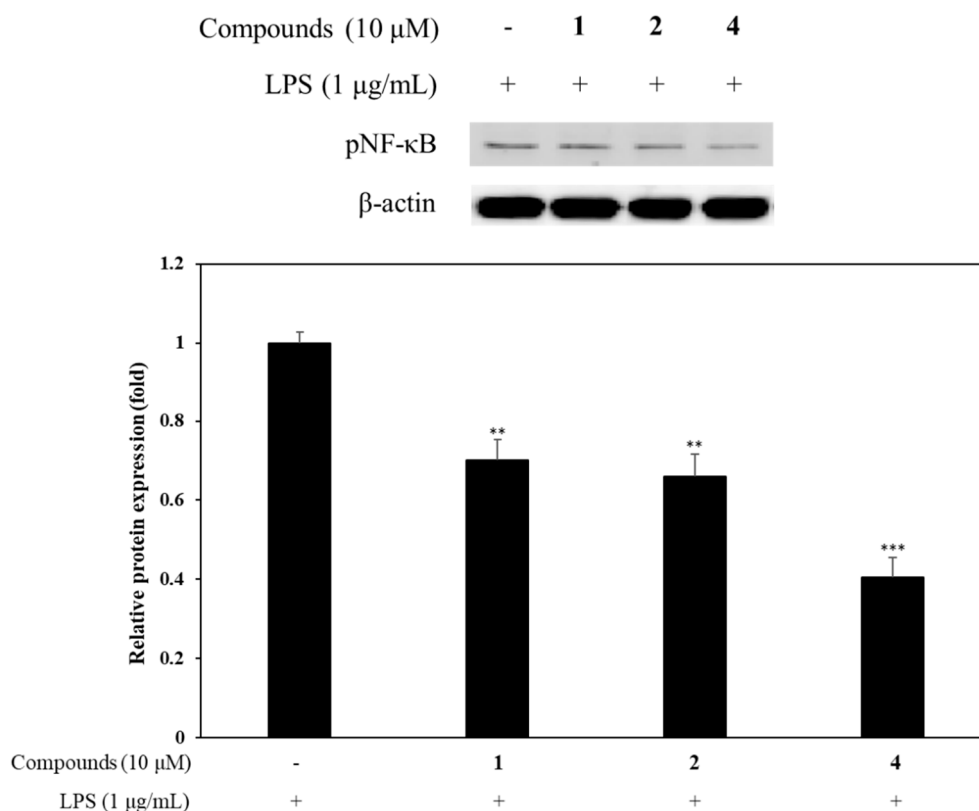 Compounds (10 μM) - 1 2 4
LPS (1 μg/mL) + + + +
pNF-κB
β-actin
1.2
1
0.8
0.6
0.4
0.2
0
Relative protein expression (fold)
**
**
***
Compounds (10 μM) - 1 2 4
LPS (1 μg/mL) + + + +